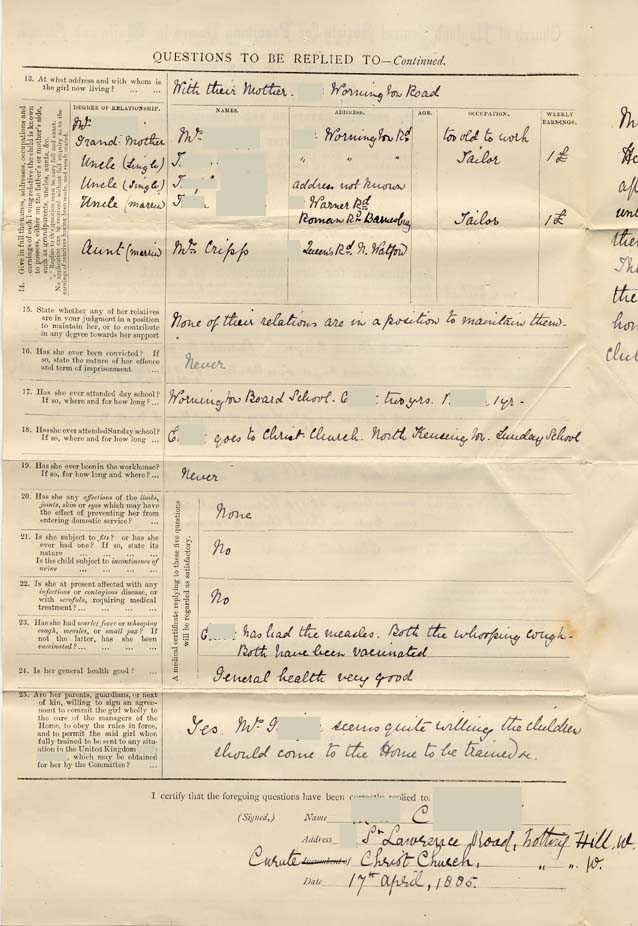 QUESTIONS TO BE REPLIED TO—Continued.
13. At what address and with whom is
the girl now living? ... ...
With their Mother. Wornington Road
14. Give in full the names, addresses, occupations and
earnings of each living relative the child is known
to possess, either on the father's or mother's side,
such as grandparents, uncles, aunts, &c.
DEGREE OF RELATIONSHIP. NAMES. ADDRESS. AGE. OCCUPATION. WEEKLY EARNINGS.
Grand Mother Mrs Wornington Rd too old to work
Uncle (Single) J. " " " Tailor 1£
Uncle (Single) J. address not known
Uncle (married) J. Warner Rd
Roman Rd Barnesbury Tailor 1£
Aunt (married) Mrs Cripp Queens Rd N. Watford
15. State whether any of her relatives
are in your judgment in a position
to maintain her, or to contribute
in any degree towards her support
None of their relations are in a position to maintain them.
16. Has she ever been convicted? If
so, state the nature of her offence
and term of imprisonment ...
Never
17. Has she ever attended day school?
If so, where and for how long? ...
Wornington Board School. E two yrs. 1 yr.
18. Has she ever attended Sunday school?
If so, where and for how long ...
E goes to Christ Church. North Kensington. Sunday School
19. Has she ever been in the workhouse?
If so, for how long and where? ...
Never
A medical certificate replying to these five questions
will be regarded as satisfactory.
20. Has she any affections of the limbs,
joints, skin or eyes which may have
the effect of preventing her from
entering domestic service? ...
None
21. Is she subject to fits? or has she
ever had one? If so, state its
nature ... ... ... ...
Is the child subject to incontinence of
urine ... ... ... ...
No
22. Is she at present affected with any
infectious or contagious disease, or
with scrofula, requiring medical
treatment? ... ... ... ...
No
23. Has she had scarlet fever or whooping
cough, measles, or small pox? If
not the latter, has she been
vaccinated? ... ... ... ...
has had the measles. Both the whooping cough.
Both have been vaccinated
24. Is her general health good? ...
General health very good
25. Are her parents, guardians, or next
of kin, willing to sign an agree-
ment to commit the girl wholly to
the care of the managers of the
Home, to obey the rules in force,
and to permit the said girl when
fully trained to be sent to any situ-
ation in the United Kingdom
, which may be obtained
for her by the Committee? ...
Yes. Mrs seems quite willing the children
should come to the Home to be trained &c.
I certify that the foregoing questions have been correctly replied to.
(Signed,) Name C
Address St Lawrence Road, Notting Hill, W.
Curate Incumbent of Christ Church, " " W.
Date 17th April, 1885.